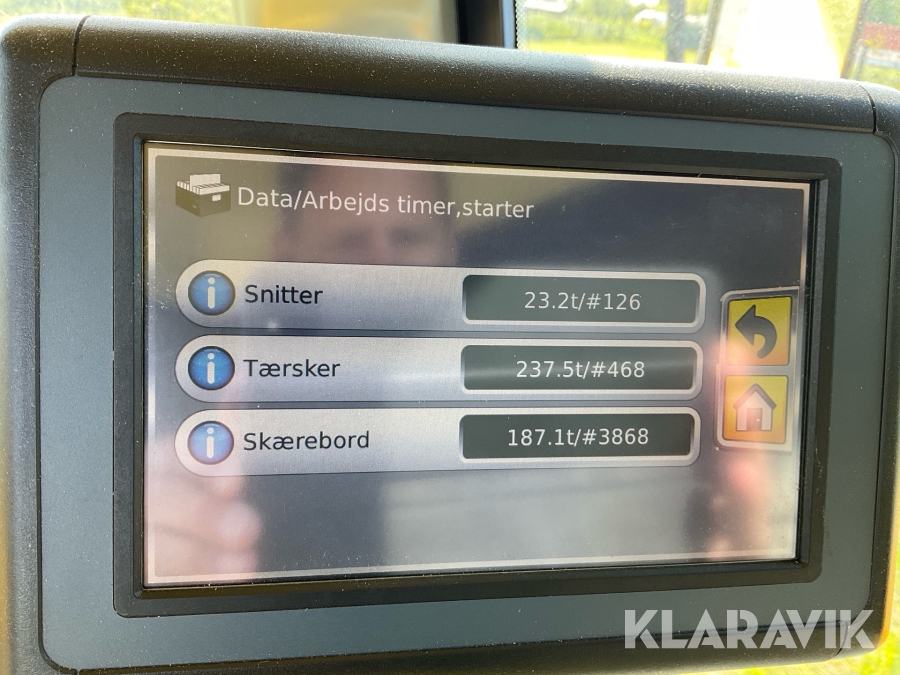 Data/Arbejds timer,starter
Snitter 23.2t/#126
Tærsker 237.5t/#468
Skærebord 187.1t/#3868
KLARAVIK